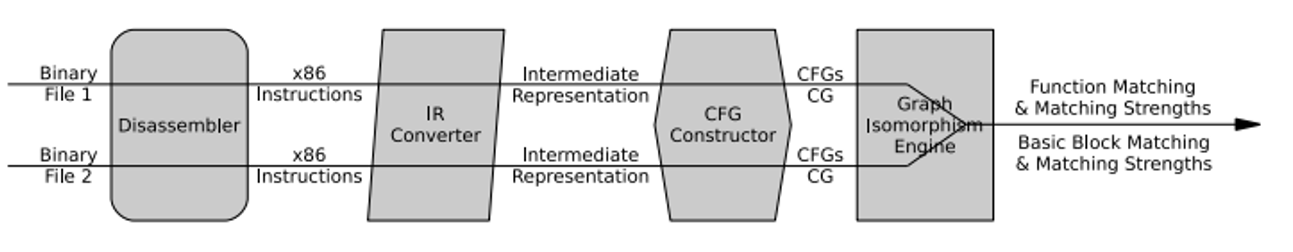 Binary
File 1
Binary
File 2
Disassembler
x86
Instructions
x86
Instructions
IR
Converter
Intermediate
Representation
Intermediate
Representation
CFG
Constructor
CFGs
CG
CFGs
CG
Graph
Isomorphism
Engine
Function Matching
& Matching Strengths
Basic Block Matching
& Matching Strengths